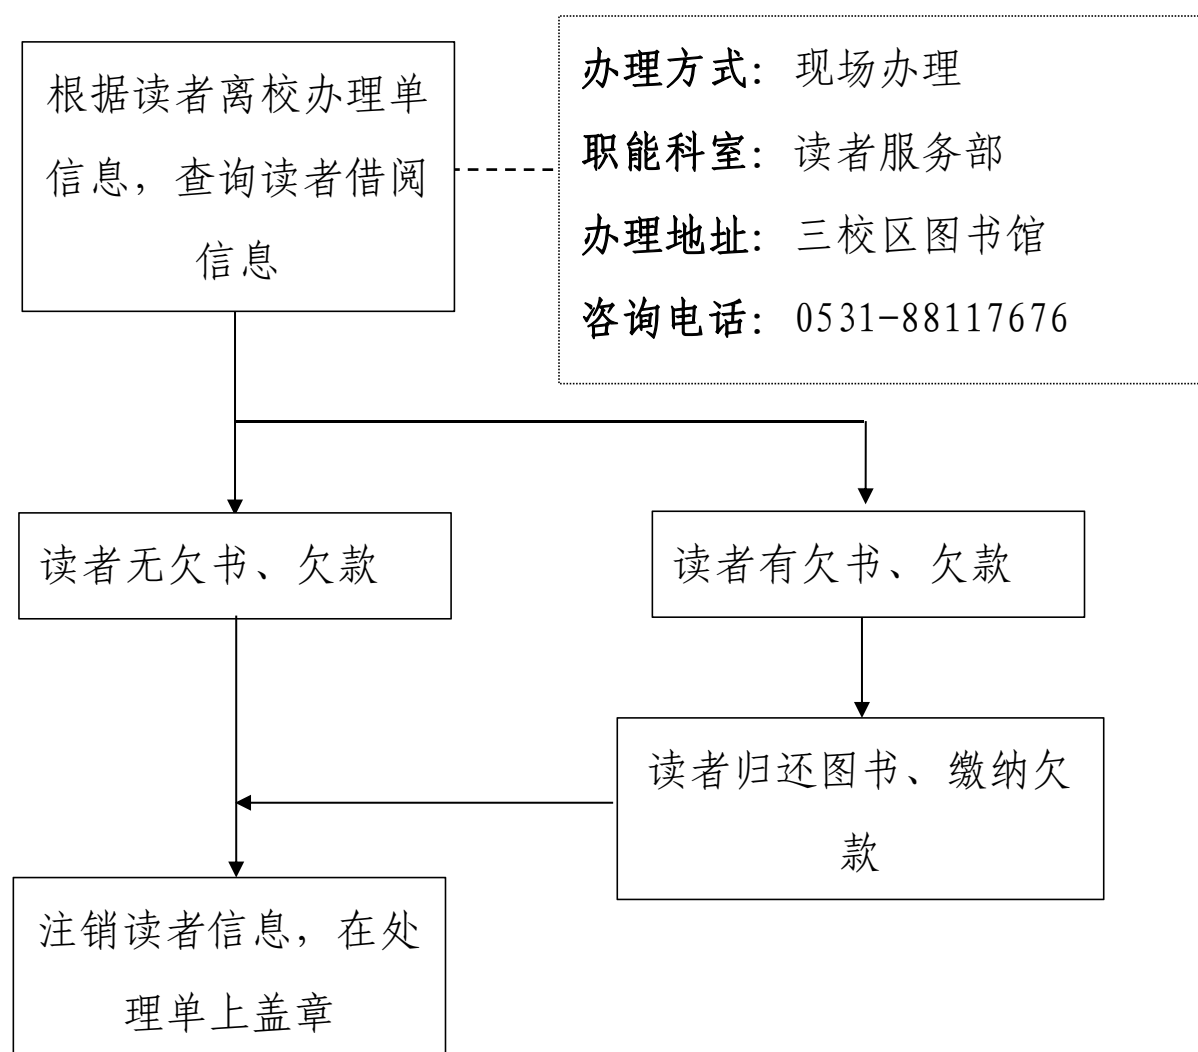 根据读者离校办理单
信息，查询读者借阅
信息
办理方式：现场办理
职能科室：读者服务部
办理地址：三校区图书馆
咨询电话：0531-88117676
读者无欠书、欠款
读者有欠书、欠款
读者归还图书、缴纳欠
款
注销读者信息，在处
理单上盖章